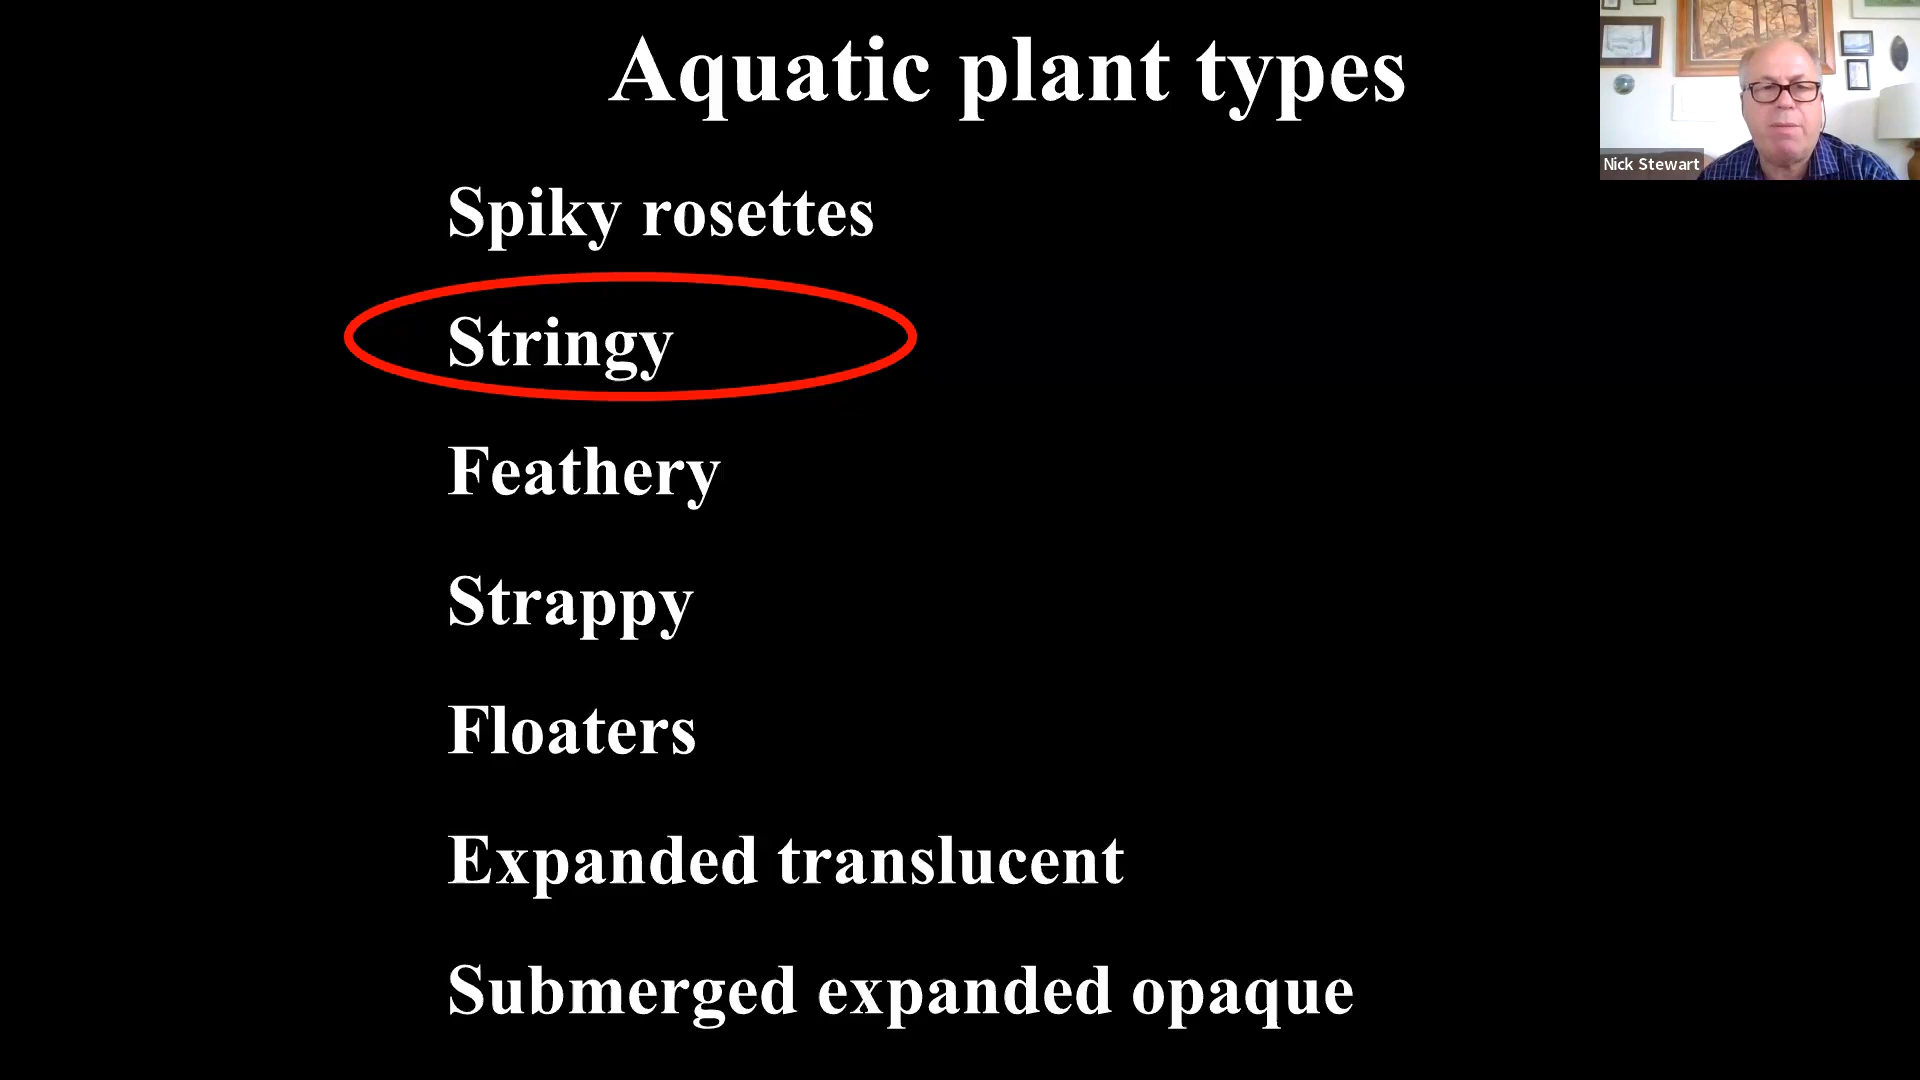 Aquatic plant types
Nick Stewart
Spiky rosettes
Stringy
Feathery
Strappy
Floaters
Expanded translucent
Submerged expanded opaque